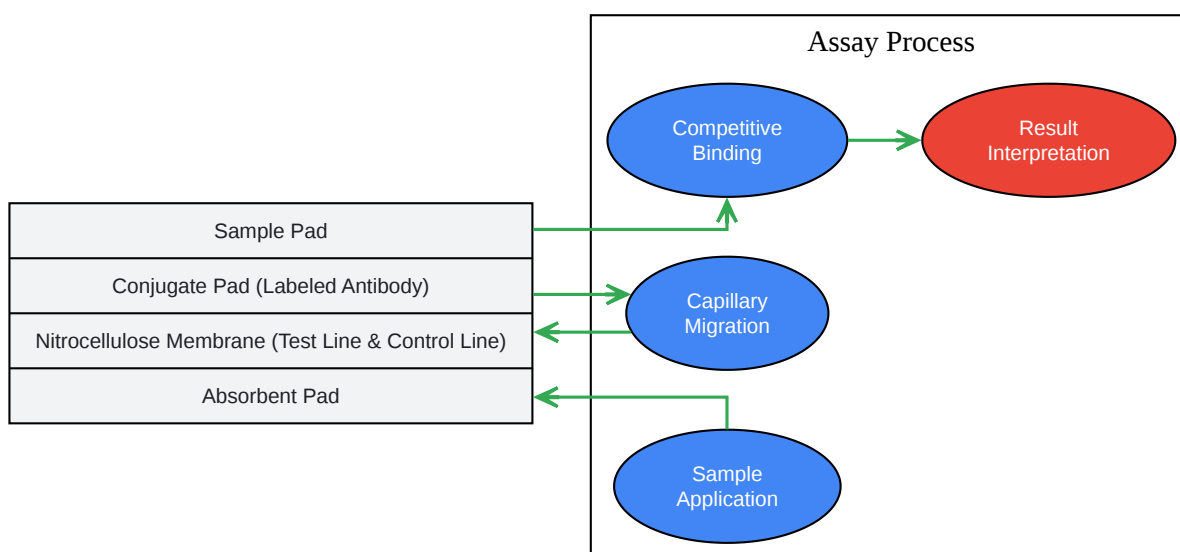 Assay Process
Competitive
Binding
Result
Interpretation
Sample Pad
Conjugate Pad (Labeled Antibody)
Nitrocellulose Membrane (Test Line & Control Line)
Absorbent Pad
Capillary
Migration
Sample
Application